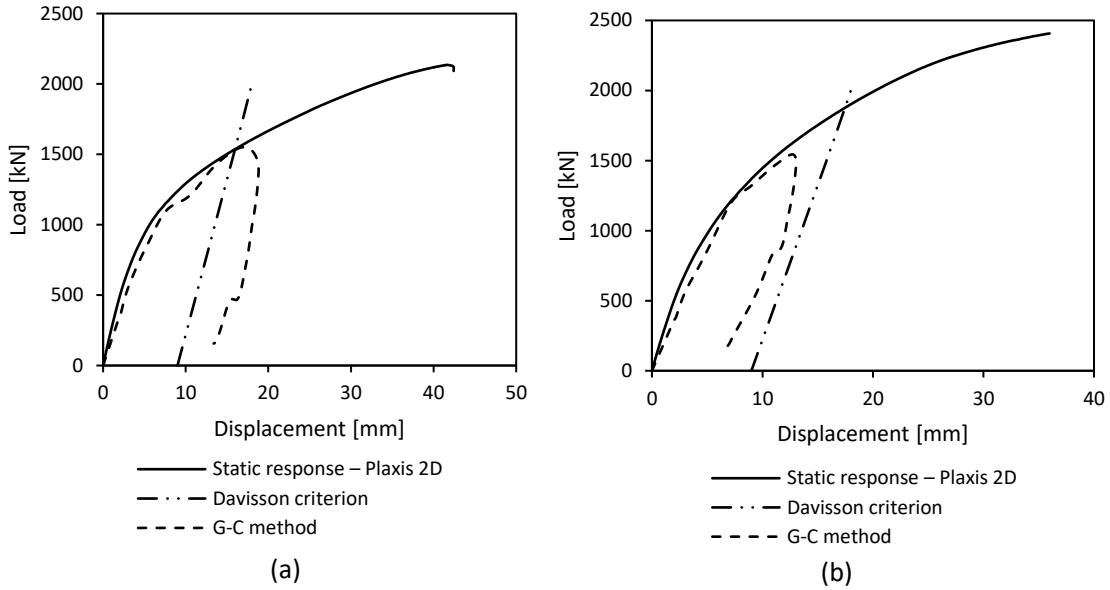 2500
2000
1500
1000
500
0
Load [kN]
0
10
20
30
40
50
Displacement [mm]
Static response – Plaxis 2D
Davisson criterion
G-C method
(a)
2500
2000
1500
1000
500
0
Load [kN]
0
10
20
30
40
Displacement [mm]
Static response – Plaxis 2D
Davisson criterion
G-C method
(b)